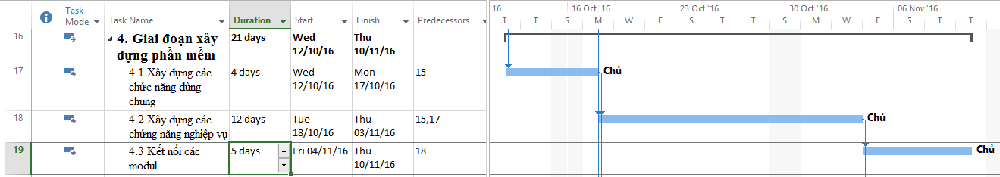 Task Mode Task Name Duration Start Finish Predecessors
'16 16 Oct '16 23 Oct '16 30 Oct '16 06 Nov '16
T T S M W F S T T S M W F S T T
16 4. Giai đoạn xây 21 days Wed Thu
dựng phần mềm 12/10/16 10/11/16
17 4.1 Xây dựng các 4 days Wed Mon 15 Chủ
chức năng dùng 12/10/16 17/10/16
chung
18 4.2 Xây dựng các 12 days Tue Thu 15,17 Chủ
chứng năng nghiệp vụ 18/10/16 03/11/16
19 4.3 Kết nối các 5 days Fri 04/11/16 Thu 18 Chủ
modul 10/11/16